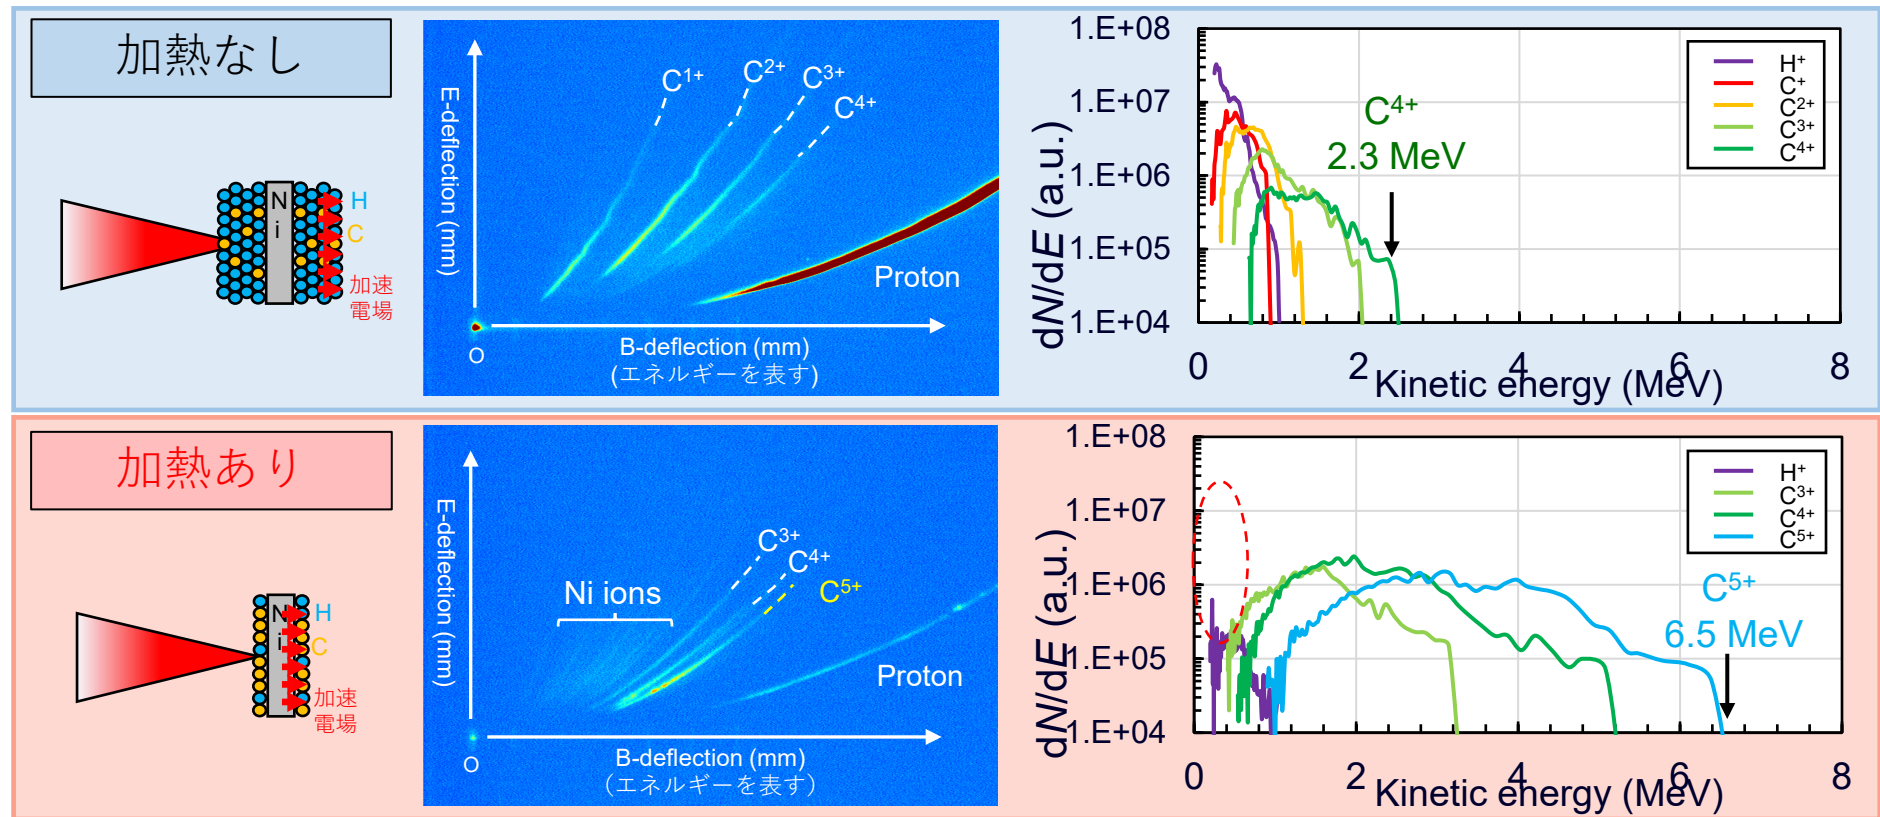 加熱なし
N
i
H
C
加速
電場
E-deflection (mm)
C1+
C2+
C3+
C4+
Proton
O
B-deflection (mm)
(エネルギーを表す)
dN/dE (a.u.)
1.E+08
1.E+07
1.E+06
1.E+05
1.E+04
C4+
2.3 MeV
H+
C+
C2+
C3+
C4+
0
2
4
6
8
Kinetic energy (MeV)
加熱あり
N
i
H
C
加速
電場
E-deflection (mm)
Ni ions
C3+
C4+
C5+
Proton
O
B-deflection (mm)
(エネルギーを表す)
dN/dE (a.u.)
1.E+08
1.E+07
1.E+06
1.E+05
1.E+04
H+
C3+
C4+
C5+
C5+
6.5 MeV
0
2
4
6
8
Kinetic energy (MeV)